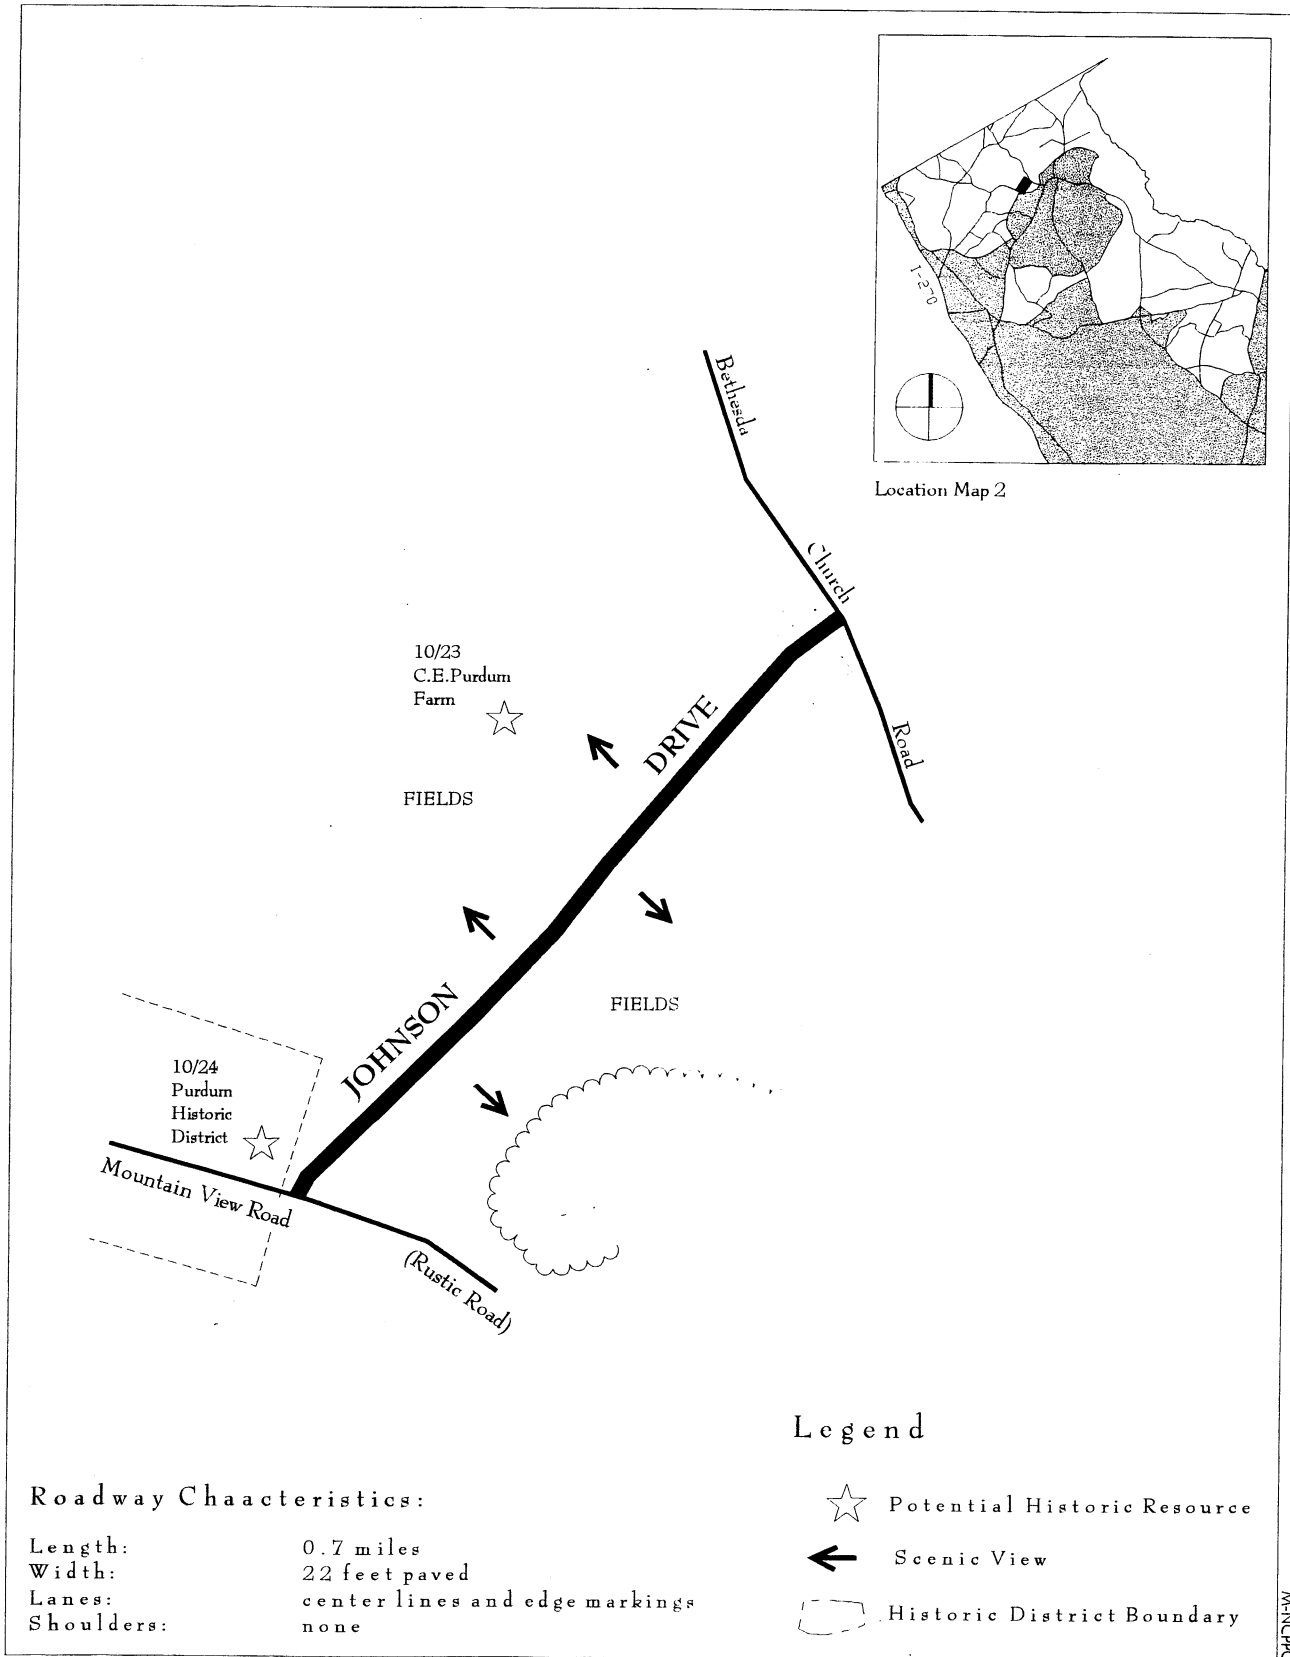 I-270
Location Map 2
Bethesda
Church
Road
10/23
C.E.Purdum
Farm
DRIVE
FIELDS
JOHNSON
FIELDS
10/24
Purdum
Historic
District
Mountain View Road
(Rustic Road)
Legend
Potential Historic Resource
Scenic View
Historic District Boundary
Roadway Chaacteristics:
Length: 0.7 miles
Width: 22 feet paved
Lanes: center lines and edge markings
Shoulders: none